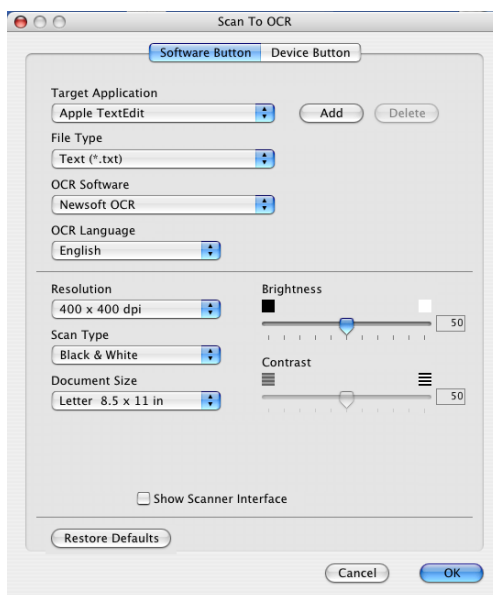 Scan To OCR
Software Button Device Button
Target Application
Apple TextEdit Add Delete
File Type
Text (*.txt)
OCR Software
Newsoft OCR
OCR Language
English
Resolution Brightness
400 x 400 dpi 50
Scan Type
Black & White Contrast
Document Size
Letter 8.5 x 11 in 50
Show Scanner Interface
Restore Defaults
Cancel OK